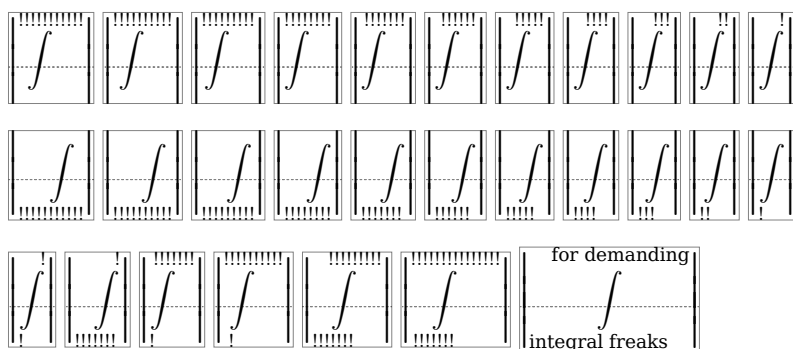 !!!!!!!!!!! !!!!!!!!!! !!!!!!!!! !!!!!!!! !!!!!!! !!!!!! !!!!! !!!! !!! !! !
∫ ∫ ∫ ∫ ∫ ∫ ∫ ∫ ∫ ∫ ∫
∫ ∫ ∫ ∫ ∫ ∫ ∫ ∫ ∫ ∫ ∫
!!!!!!!!!!! !!!!!!!!!! !!!!!!!!! !!!!!!!! !!!!!!! !!!!!! !!!!! !!!! !!! !! !
! ! !!!!!!! !!!!!!!!!! !!!!!!!!! !!!!!!!!!!!!!!! for demanding
∫ ∫ ∫ ∫ ∫ ∫ ∫
! !!!!!!! ! ! !!!!!!! !!!!!!! integral freaks